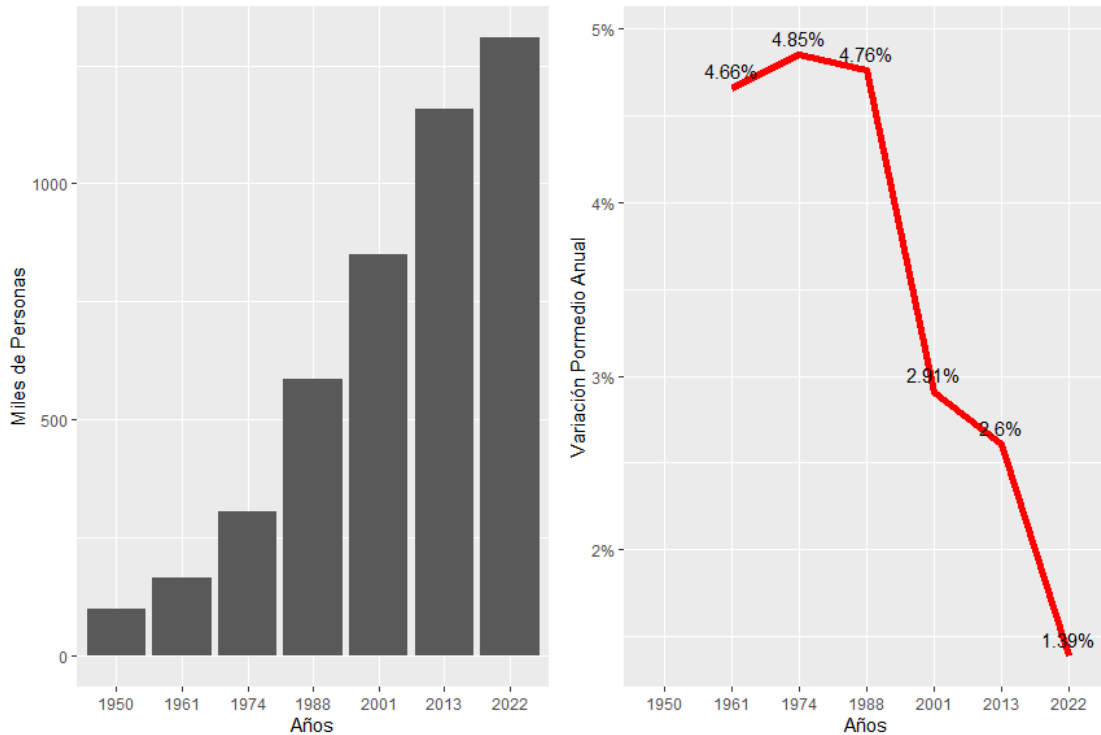 Miles de Personas
1000
500
0
1950 1961 1974 1988 2001 2013 2022
Años
Variación Pormedio Anual
5%
4%
3%
2%
4.66%
4.85%
4.76%
2.91%
2.6%
1.39%
1950 1961 1974 1988 2001 2013 2022
Años